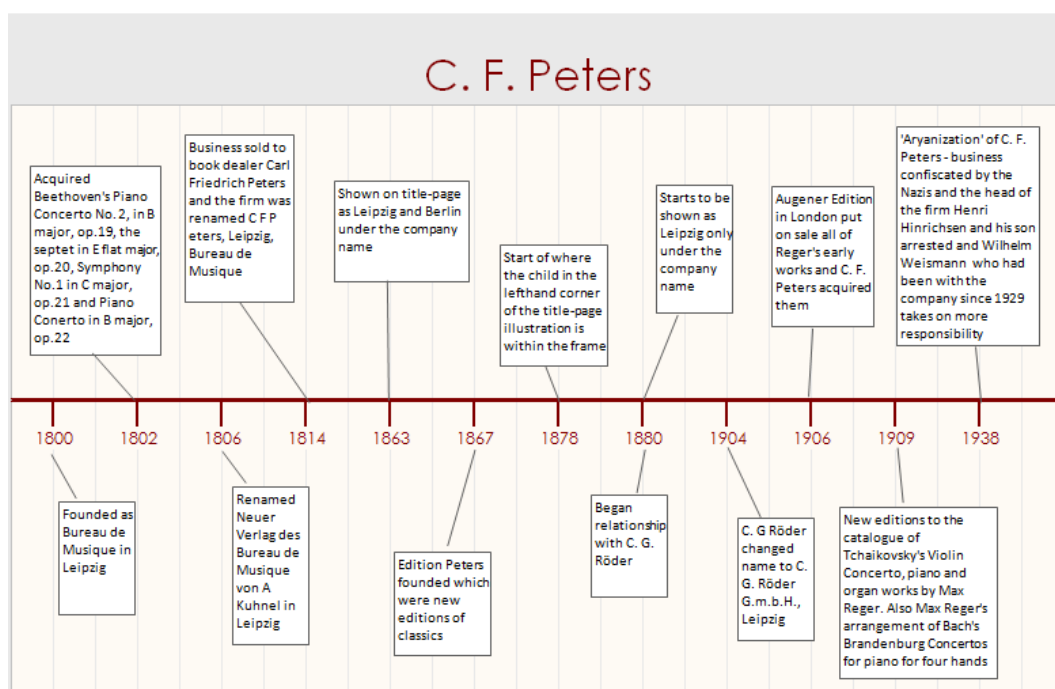 C. F. Peters
Acquired
Beethoven's Piano
Concerto No. 2, in B
major, op.19, the
septet in E flat major,
op.20, Symphony
No.1 in C major,
op.21 and Piano
Conerto in B major,
op.22
Business sold to
book dealer Carl
Friedrich Peters
and the firm was
renamed C F P
eters, Leipzig,
Bureau de
Musique
Shown on title-page
as Leipzig and Berlin
under the company
name
Start of where
the child in the
lefthand corner
of the title-page
illustration is
within the frame
Starts to be
shown as
Leipzig only
under the
company
name
Augener Edition
in London put
on sale all of
Reger's early
works and C. F.
Peters acquired
them
'Aryanization' of C. F.
Peters - business
confiscated by the
Nazis and the head of
the firm Henri
Hinrichsen and his son
arrested and Wilhelm
Weismann who had
been with the
company since 1929
takes on more
responsibility
1800 1802 1806 1814 1863 1867 1878 1880 1904 1906 1909 1938
Founded as
Bureau de
Musique in
Leipzig
Renamed
Neuer
Verlag des
Bureau de
Musique
von A
Kuhnel in
Leipzig
Edition Peters
founded which
were new
editions of
classics
Began
relationship
with C. G.
Röder
C. G Röder
changed
name to C.
G. Röder
G.m.b.H.,
Leipzig
New editions to the
catalogue of
Tchaikovsky's Violin
Concerto, piano and
organ works by Max
Reger. Also Max Reger's
arrangement of Bach's
Brandenburg Concertos
for piano for four hands